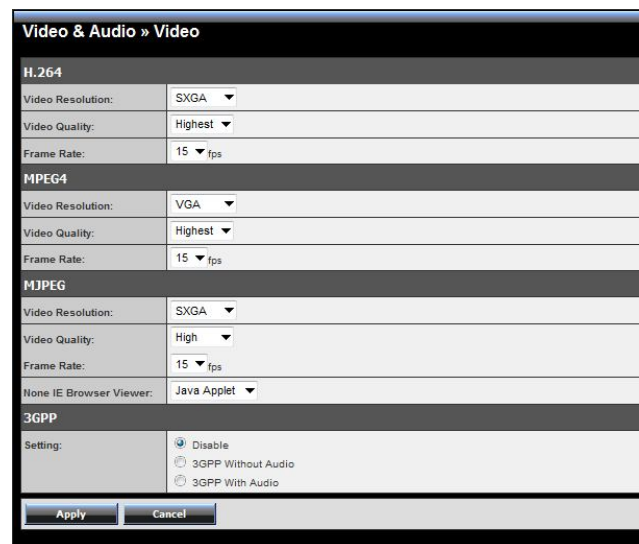 Video & Audio » Video
H.264
Video Resolution: SXGA
Video Quality: Highest
Frame Rate: 15 fps
MPEG4
Video Resolution: VGA
Video Quality: Highest
Frame Rate: 15 fps
MJPEG
Video Resolution: SXGA
Video Quality: High
Frame Rate: 15 fps
None IE Browser Viewer: Java Applet
3GPP
Setting: Disable
3GPP Without Audio
3GPP With Audio
Apply Cancel